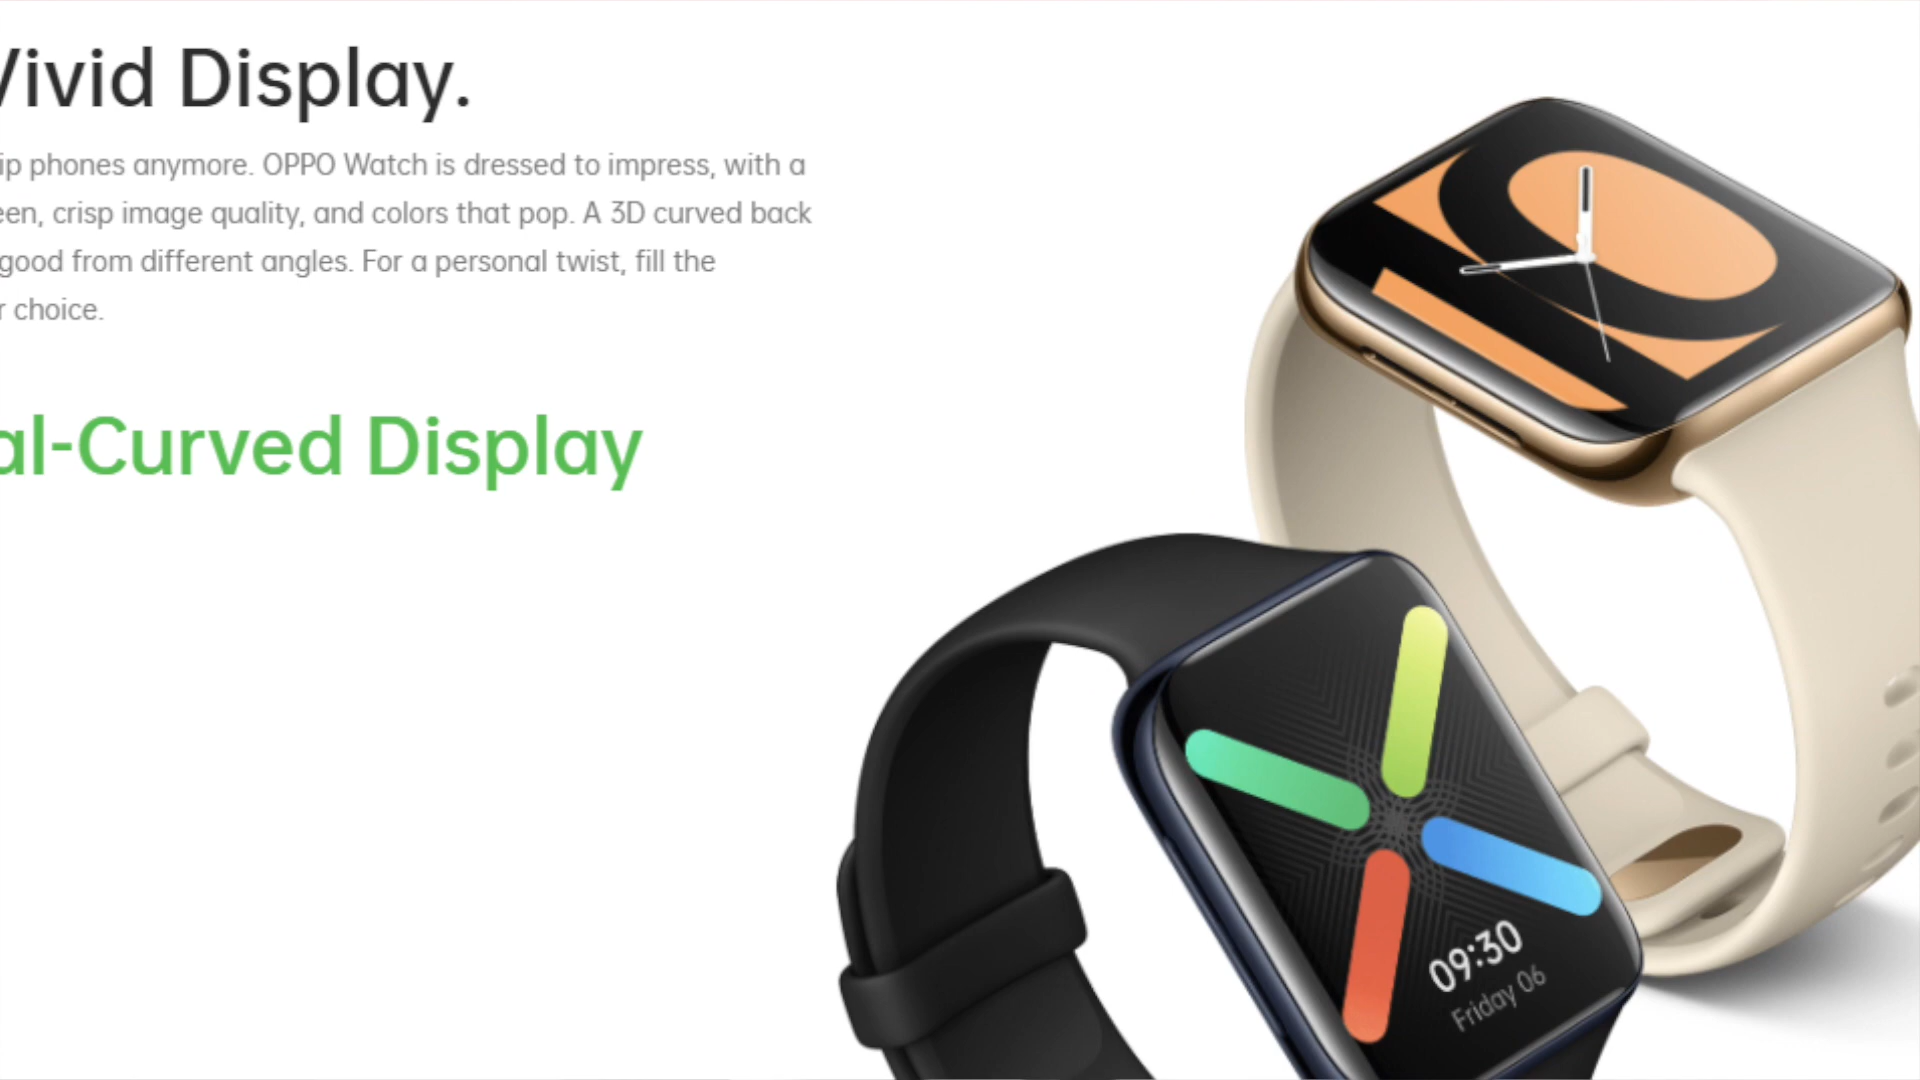 Vivid Display.
ip phones anymore. OPPO Watch is dressed to impress, with a
een, crisp image quality, and colors that pop. A 3D curved back
good from different angles. For a personal twist, fill the
r choice.
al-Curved Display
09:30
Friday 06